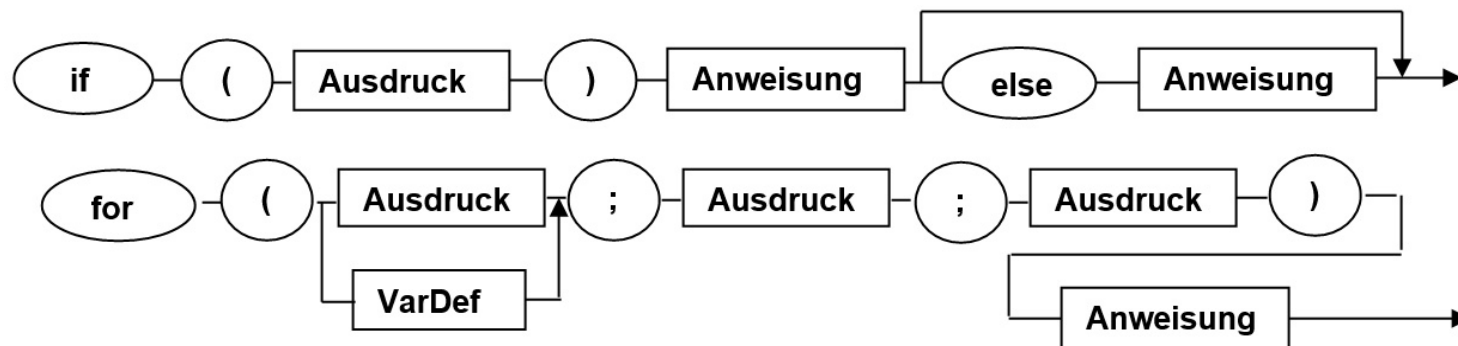 if ( Ausdruck ) Anweisung else Anweisung
for ( Ausdruck ; Ausdruck ; Ausdruck )
VarDef
Anweisung